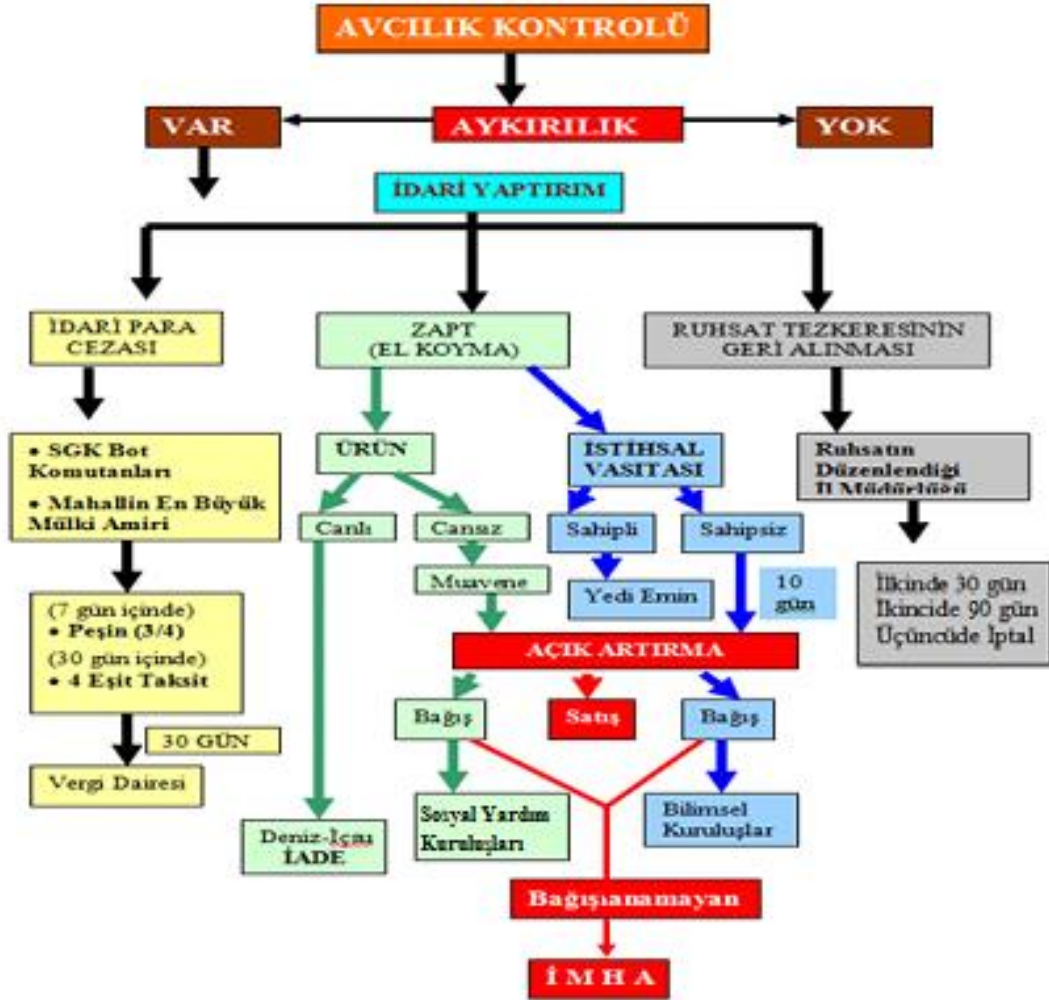 AVCILIK KONTROLÜ
VAR
AYKIRILIK
YOK
İDARİ YAPTIRIM
İDARİ PARA
CEZASI
ZAPT
(EL KOYMA)
RUHSAT TEZKERESİNİN
GERİ ALINMASI
• SGK Bot
Komutanları
• Mahallin En Büyük
Mülki Amiri
ÜRÜN
İSTİHSAL
VASITASI
Ruhsatın
Düzenlendiği
İl Müdürlüğü
Canlı
Cansız
Sahipli
Sahipsiz
Muavene
Yedi Emin
10
gün
İlkinde 30 gün
İkincide 90 gün
Üçüncüde İptal
(7 gün içinde)
• Peşin (3/4)
(30 gün içinde)
• 4 Eşit Taksit
AÇIK ARTIRMA
Bağış
Satış
Bağış
30 GÜN
Vergi Dairesi
Sosyal Yardım
Kuruluşları
Bilimsel
Kuruluşlar
Deniz-İçsu
İADE
Bağışlanamayan
İ M H A